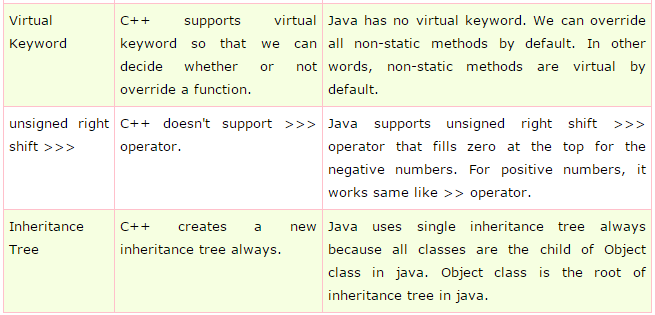 Virtual
Keyword
C++ supports virtual
keyword so that we can
decide whether or not
override a function.
Java has no virtual keyword. We can override
all non-static methods by default. In other
words, non-static methods are virtual by
default.
unsigned right
shift >>>
C++ doesn't support >>>
operator.
Java supports unsigned right shift >>>
operator that fills zero at the top for the
negative numbers. For positive numbers, it
works same like >> operator.
Inheritance
Tree
C++ creates a new
inheritance tree always.
Java uses single inheritance tree always
because all classes are the child of Object
class in java. Object class is the root of
inheritance tree in java.